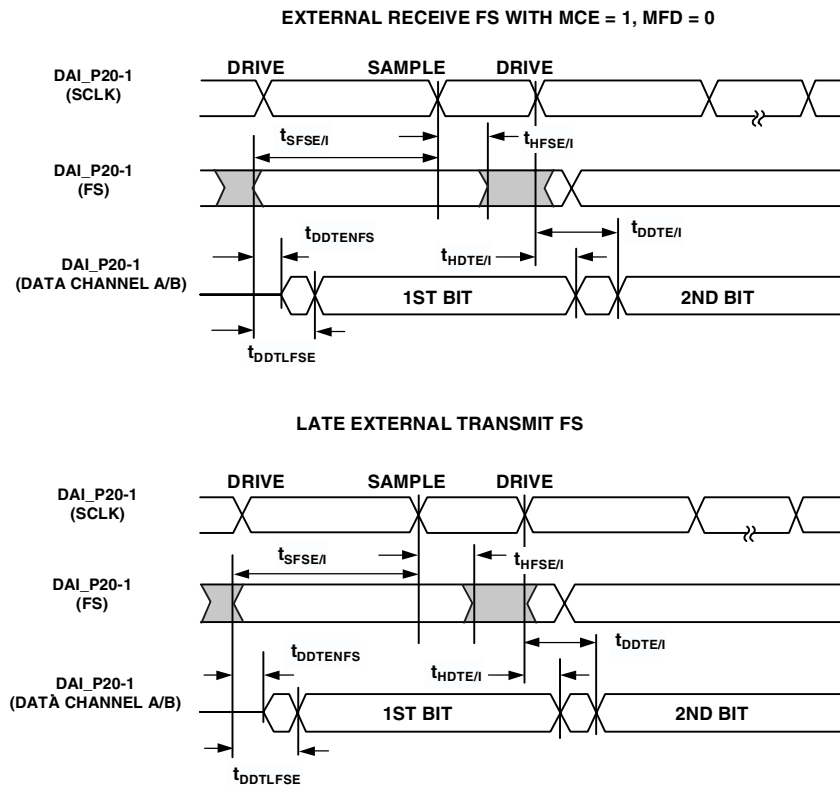 EXTERNAL RECEIVE FS WITH MCE = 1, MFD = 0
DRIVE SAMPLE DRIVE
DAI_P20-1
(SCLK)
tSFSE/I tHFSE/I
DAI_P20-1
(FS)
tDDTENFS tHDTE/I tDDTE/I
DAI_P20-1
(DATA CHANNEL A/B)
1ST BIT 2ND BIT
tDDTLFSE
LATE EXTERNAL TRANSMIT FS
DRIVE SAMPLE DRIVE
DAI_P20-1
(SCLK)
tSFSE/I tHFSE/I
DAI_P20-1
(FS)
tDDTENFS tHDTE/I tDDTE/I
DAI_P20-1
(DATA CHANNEL A/B)
1ST BIT 2ND BIT
tDDTLFSE